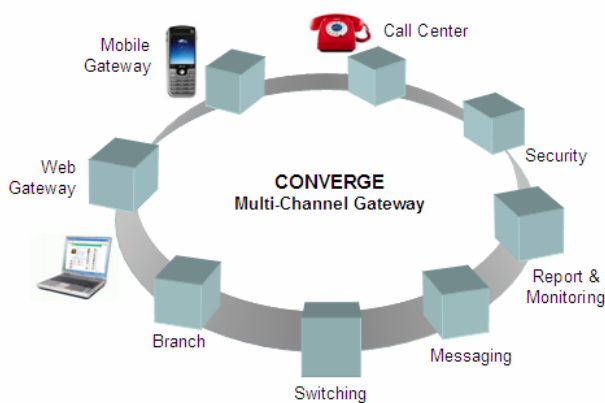 Call Center
Mobile
Gateway
Security
Web
Gateway
CONVERGE
Multi-Channel Gateway
Report &
Monitoring
Branch
Messaging
Switching